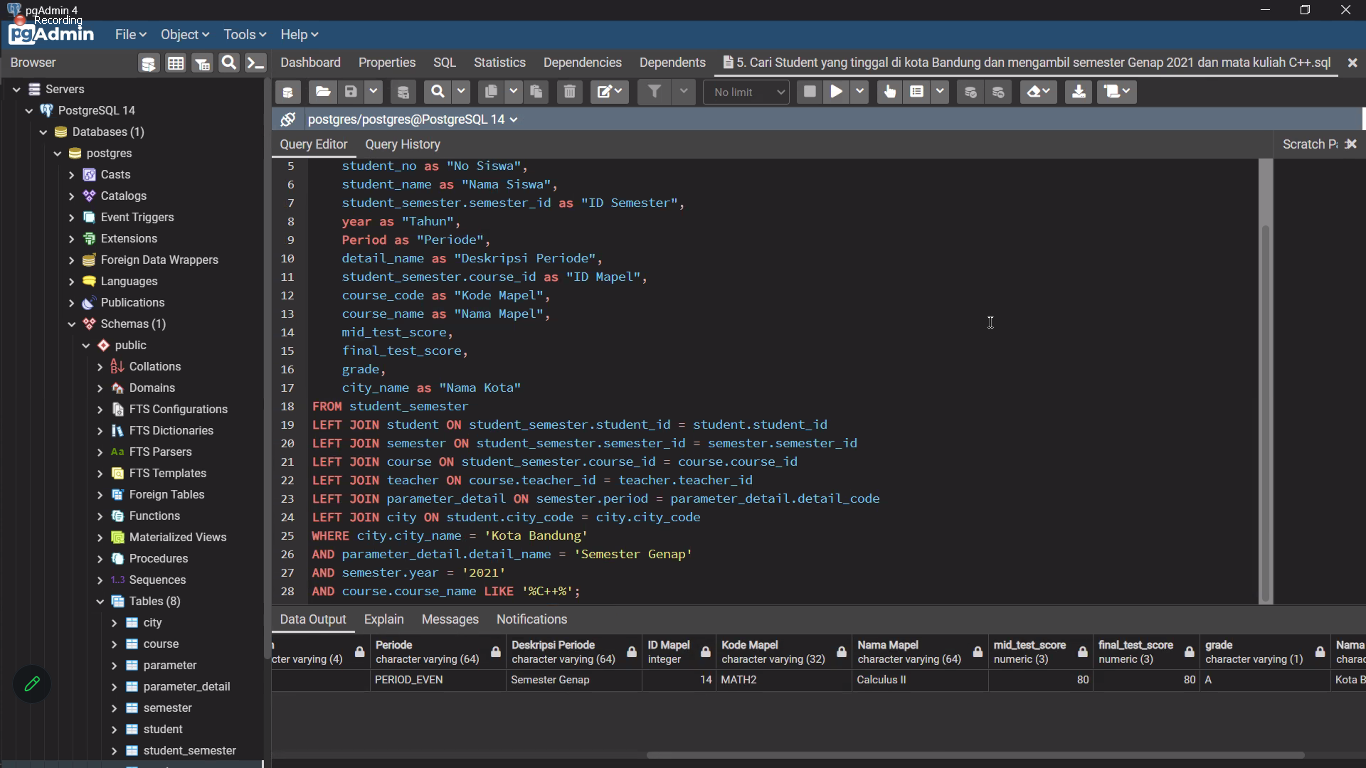 pgAdmin 4
Recording
pgAdmin File Object Tools Help
Browser
Dashboard Properties SQL Statistics Dependencies Dependents 5. Cari Student yang tinggal di kota Bandung dan mengambil semester Genap 2021 dan mata kuliah C++.sql
No limit
postgres/postgres@PostgreSQL 14
Query Editor Query History
Scratch Pa
Servers
PostgreSQL 14
Databases (1)
postgres
Casts
Catalogs
Event Triggers
Extensions
Foreign Data Wrappers
Languages
Publications
Schemas (1)
public
Collations
Domains
FTS Configurations
FTS Dictionaries
Aa FTS Parsers
FTS Templates
Foreign Tables
Functions
Materialized Views
Procedures
1..3 Sequences
Tables (8)
city
course
parameter
parameter_detail
semester
student
student_semester
5 student_no as "No Siswa",
6 student_name as "Nama Siswa",
7 student_semester.semester_id as "ID Semester",
8 year as "Tahun",
9 Period as "Periode",
10 detail_name as "Deskripsi Periode",
11 student_semester.course_id as "ID Mapel",
12 course_code as "Kode Mapel",
13 course_name as "Nama Mapel",
14 mid_test_score,
15 final_test_score,
16 grade,
17 city_name as "Nama Kota"
18 FROM student_semester
19 LEFT JOIN student ON student_semester.student_id = student.student_id
20 LEFT JOIN semester ON student_semester.semester_id = semester.semester_id
21 LEFT JOIN course ON student_semester.course_id = course.course_id
22 LEFT JOIN teacher ON course.teacher_id = teacher.teacher_id
23 LEFT JOIN parameter_detail ON semester.period = parameter_detail.detail_code
24 LEFT JOIN city ON student.city_code = city.city_code
25 WHERE city.city_name = 'Kota Bandung'
26 AND parameter_detail.detail_name = 'Semester Genap'
27 AND semester.year = '2021'
28 AND course.course_name LIKE '%C++%';
Data Output Explain Messages Notifications
Periode Deskripsi Periode ID Mapel Kode Mapel Nama Mapel mid_test_score final_test_score grade Nama
cter varying (4) character varying (64) character varying (64) integer character varying (32) character varying (64) numeric (3) numeric (3) character varying (1) charac
PERIOD_EVEN Semester Genap 14 MATH2 Calculus II 80 80 A Kota B